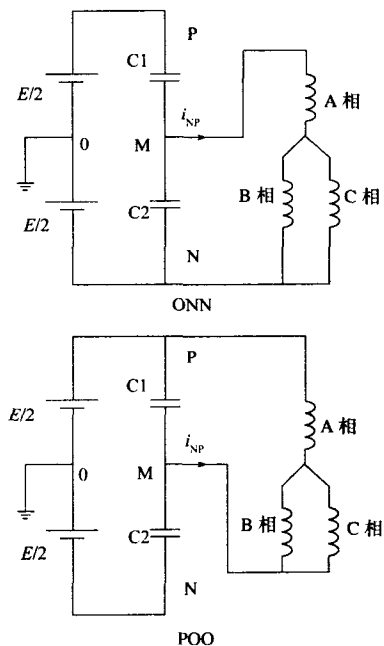 P
C1
E/2
A 相
i_NP
0
M
B 相
C 相
C2
E/2
N
ONN
P
C1
E/2
A 相
i_NP
0
M
B 相
C 相
C2
E/2
N
POO